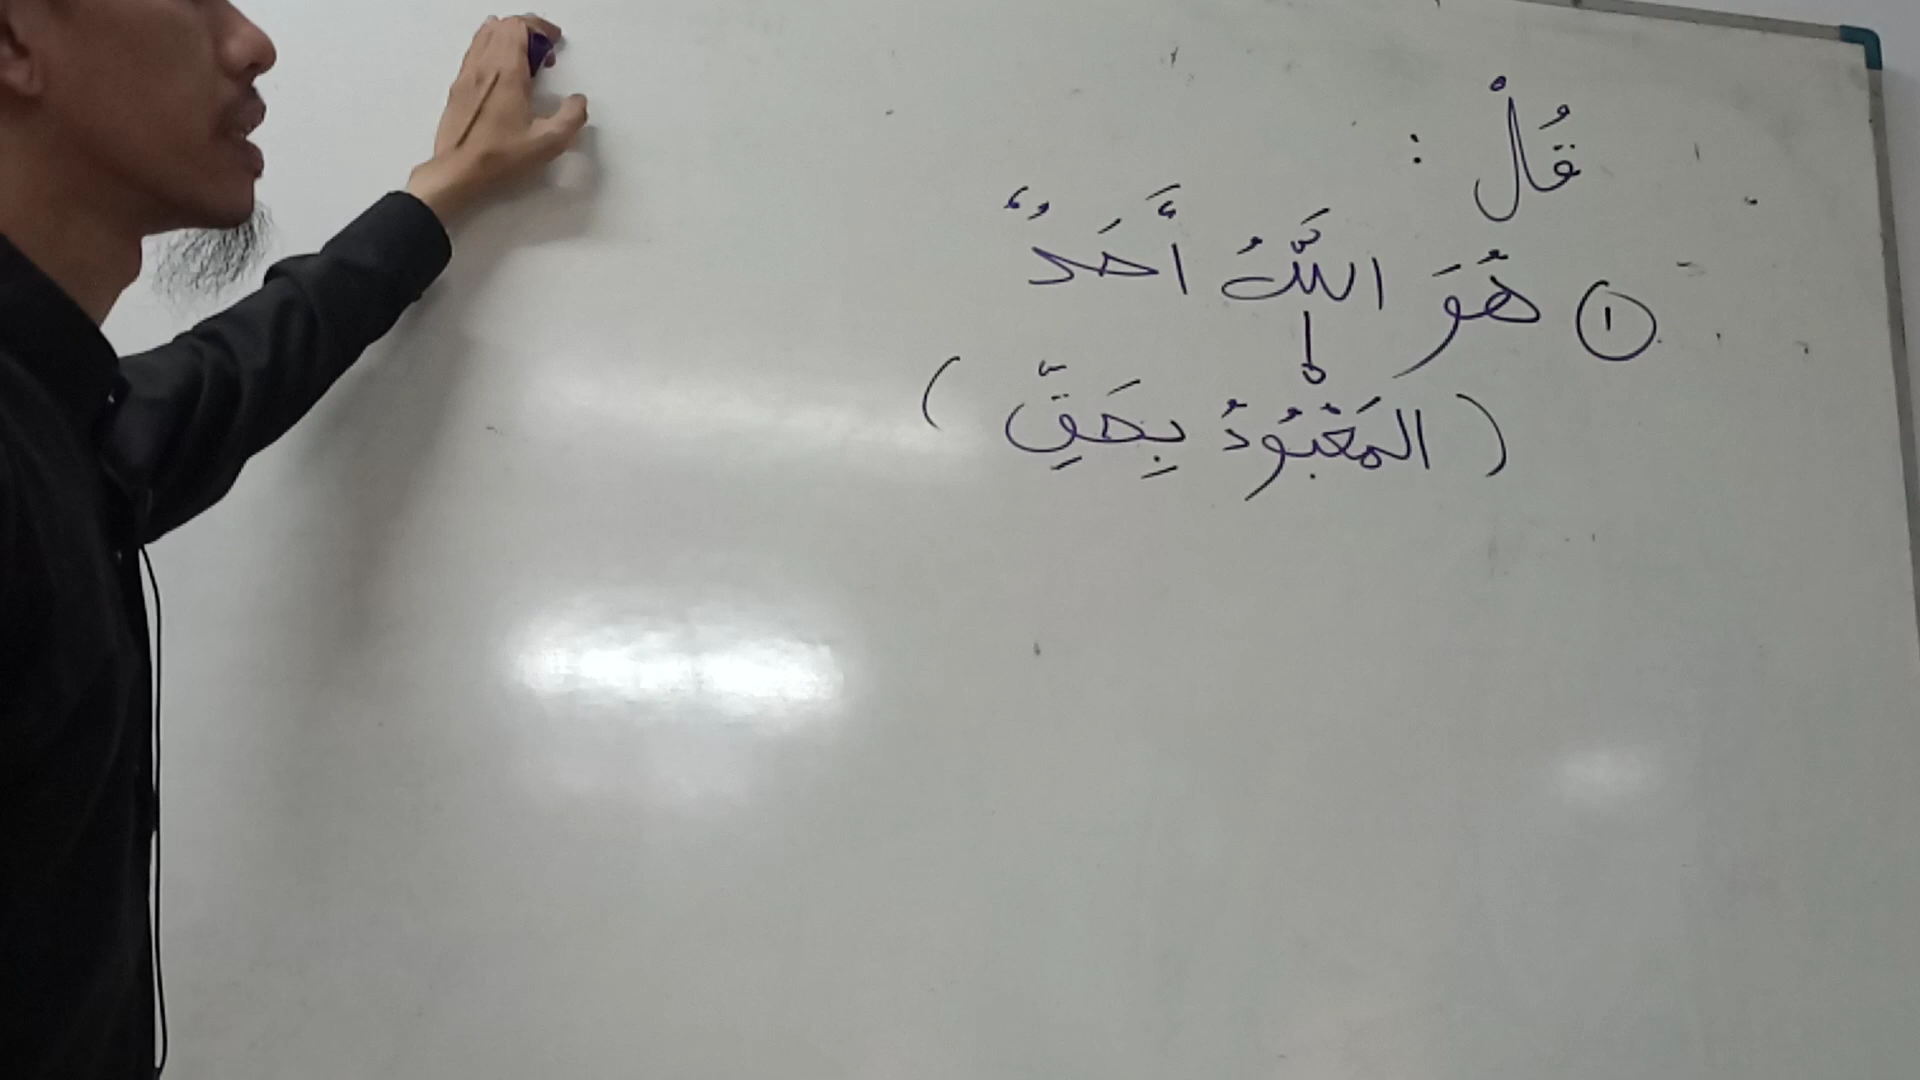 قُلْ :
١ هُوَ اللَّهُ أَحَدٌ
( المَعْبُودُ بِحَقٍّ )